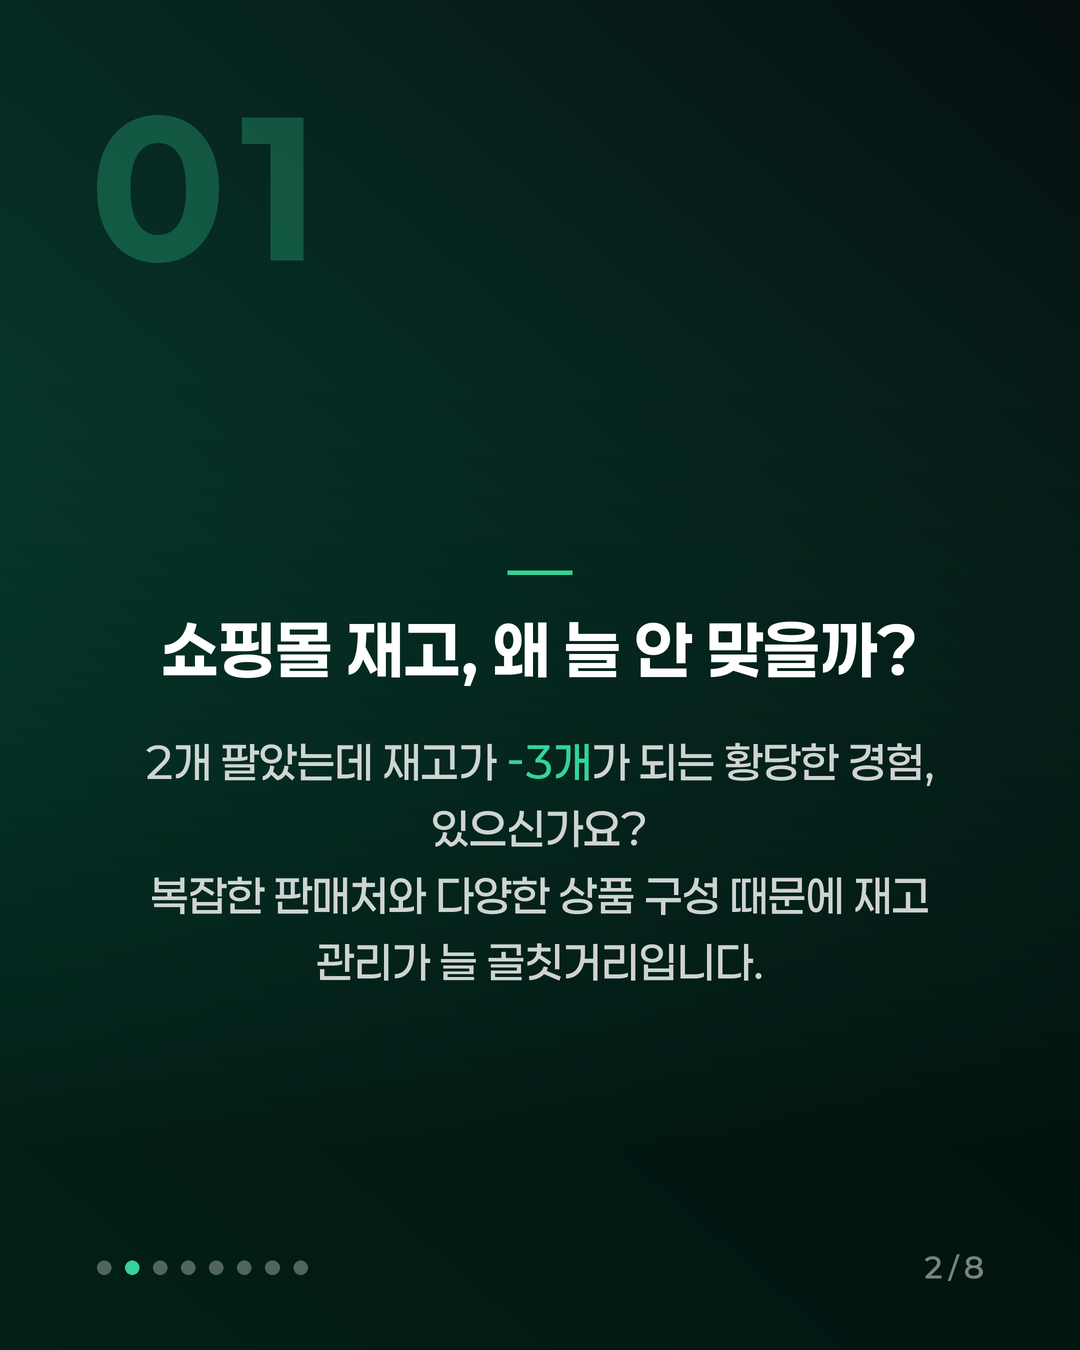 01
쇼핑몰 재고, 왜 늘 안 맞을까?
2개 팔았는데 재고가 -3개가 되는 황당한 경험,
있으신가요?
복잡한 판매처와 다양한 상품 구성 때문에 재고
관리가 늘 골칫거리입니다.
2/8